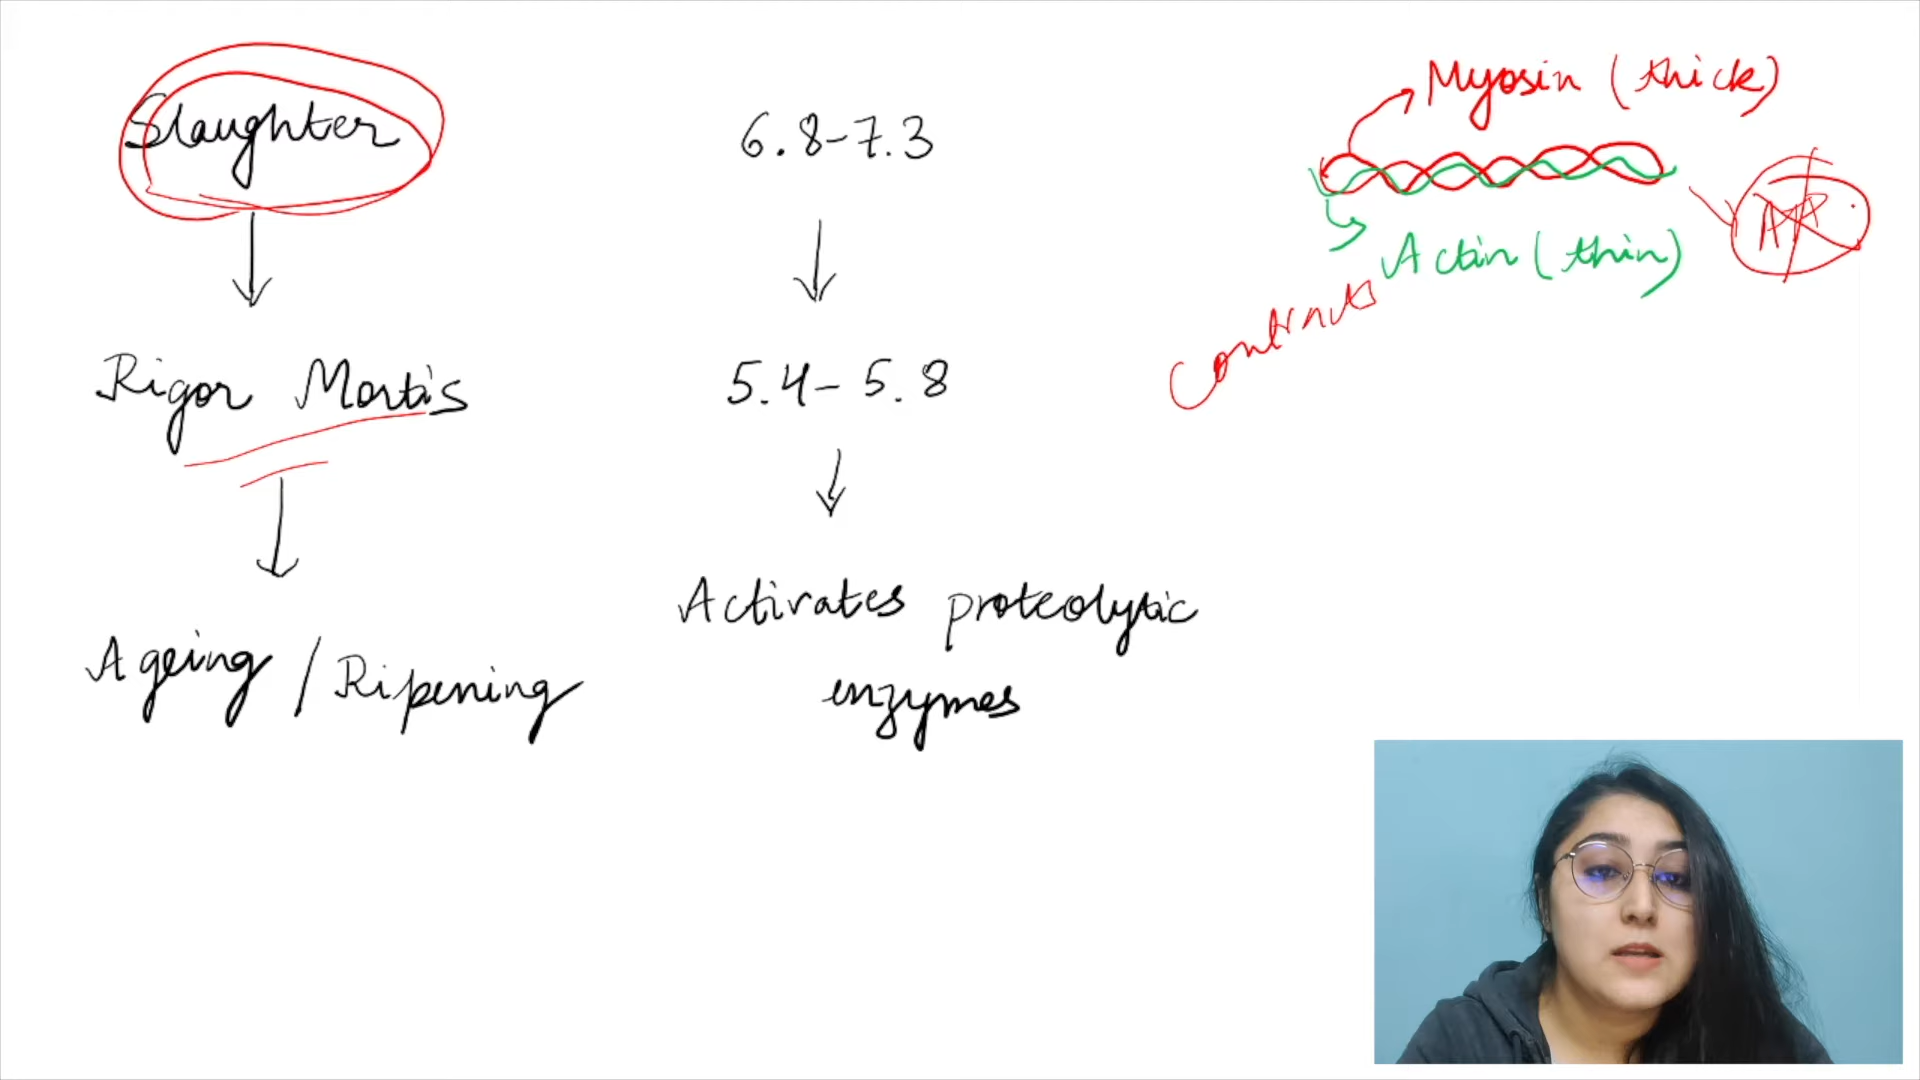 Slaughter
Rigor Mortis
Ageing / Ripening
6.8-7.3
5.4-5.8
Activates proteolytic
enzymes
Myosin (thick)
Actin (thin)
Contracts